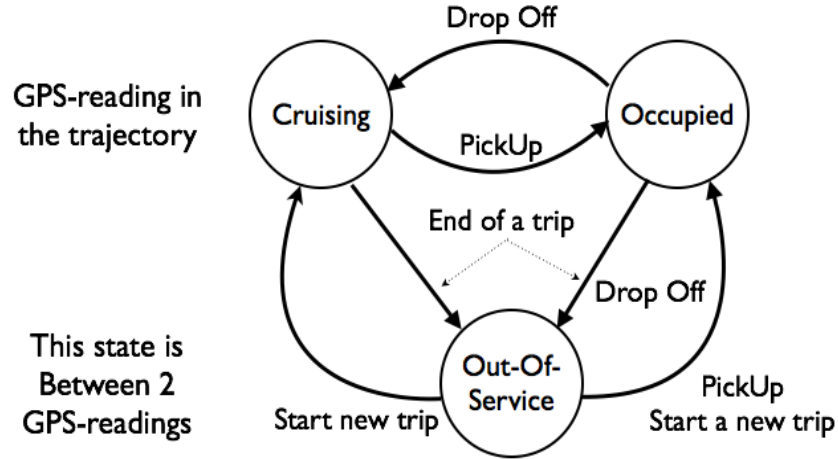 Drop Off
GPS-reading in
the trajectory
Cruising
Occupied
PickUp
End of a trip
Drop Off
This state is
Between 2
GPS-readings
Out-Of-
Service
Start new trip
PickUp
Start a new trip